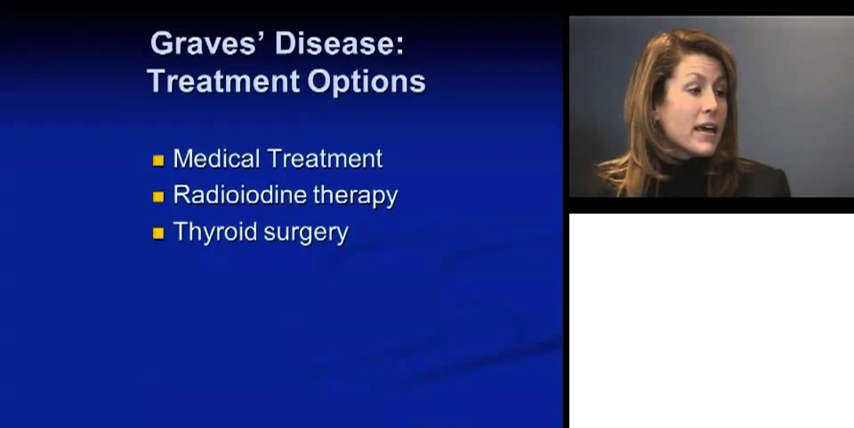 Graves’ Disease:
Treatment Options
Medical Treatment
Radioiodine therapy
Thyroid surgery